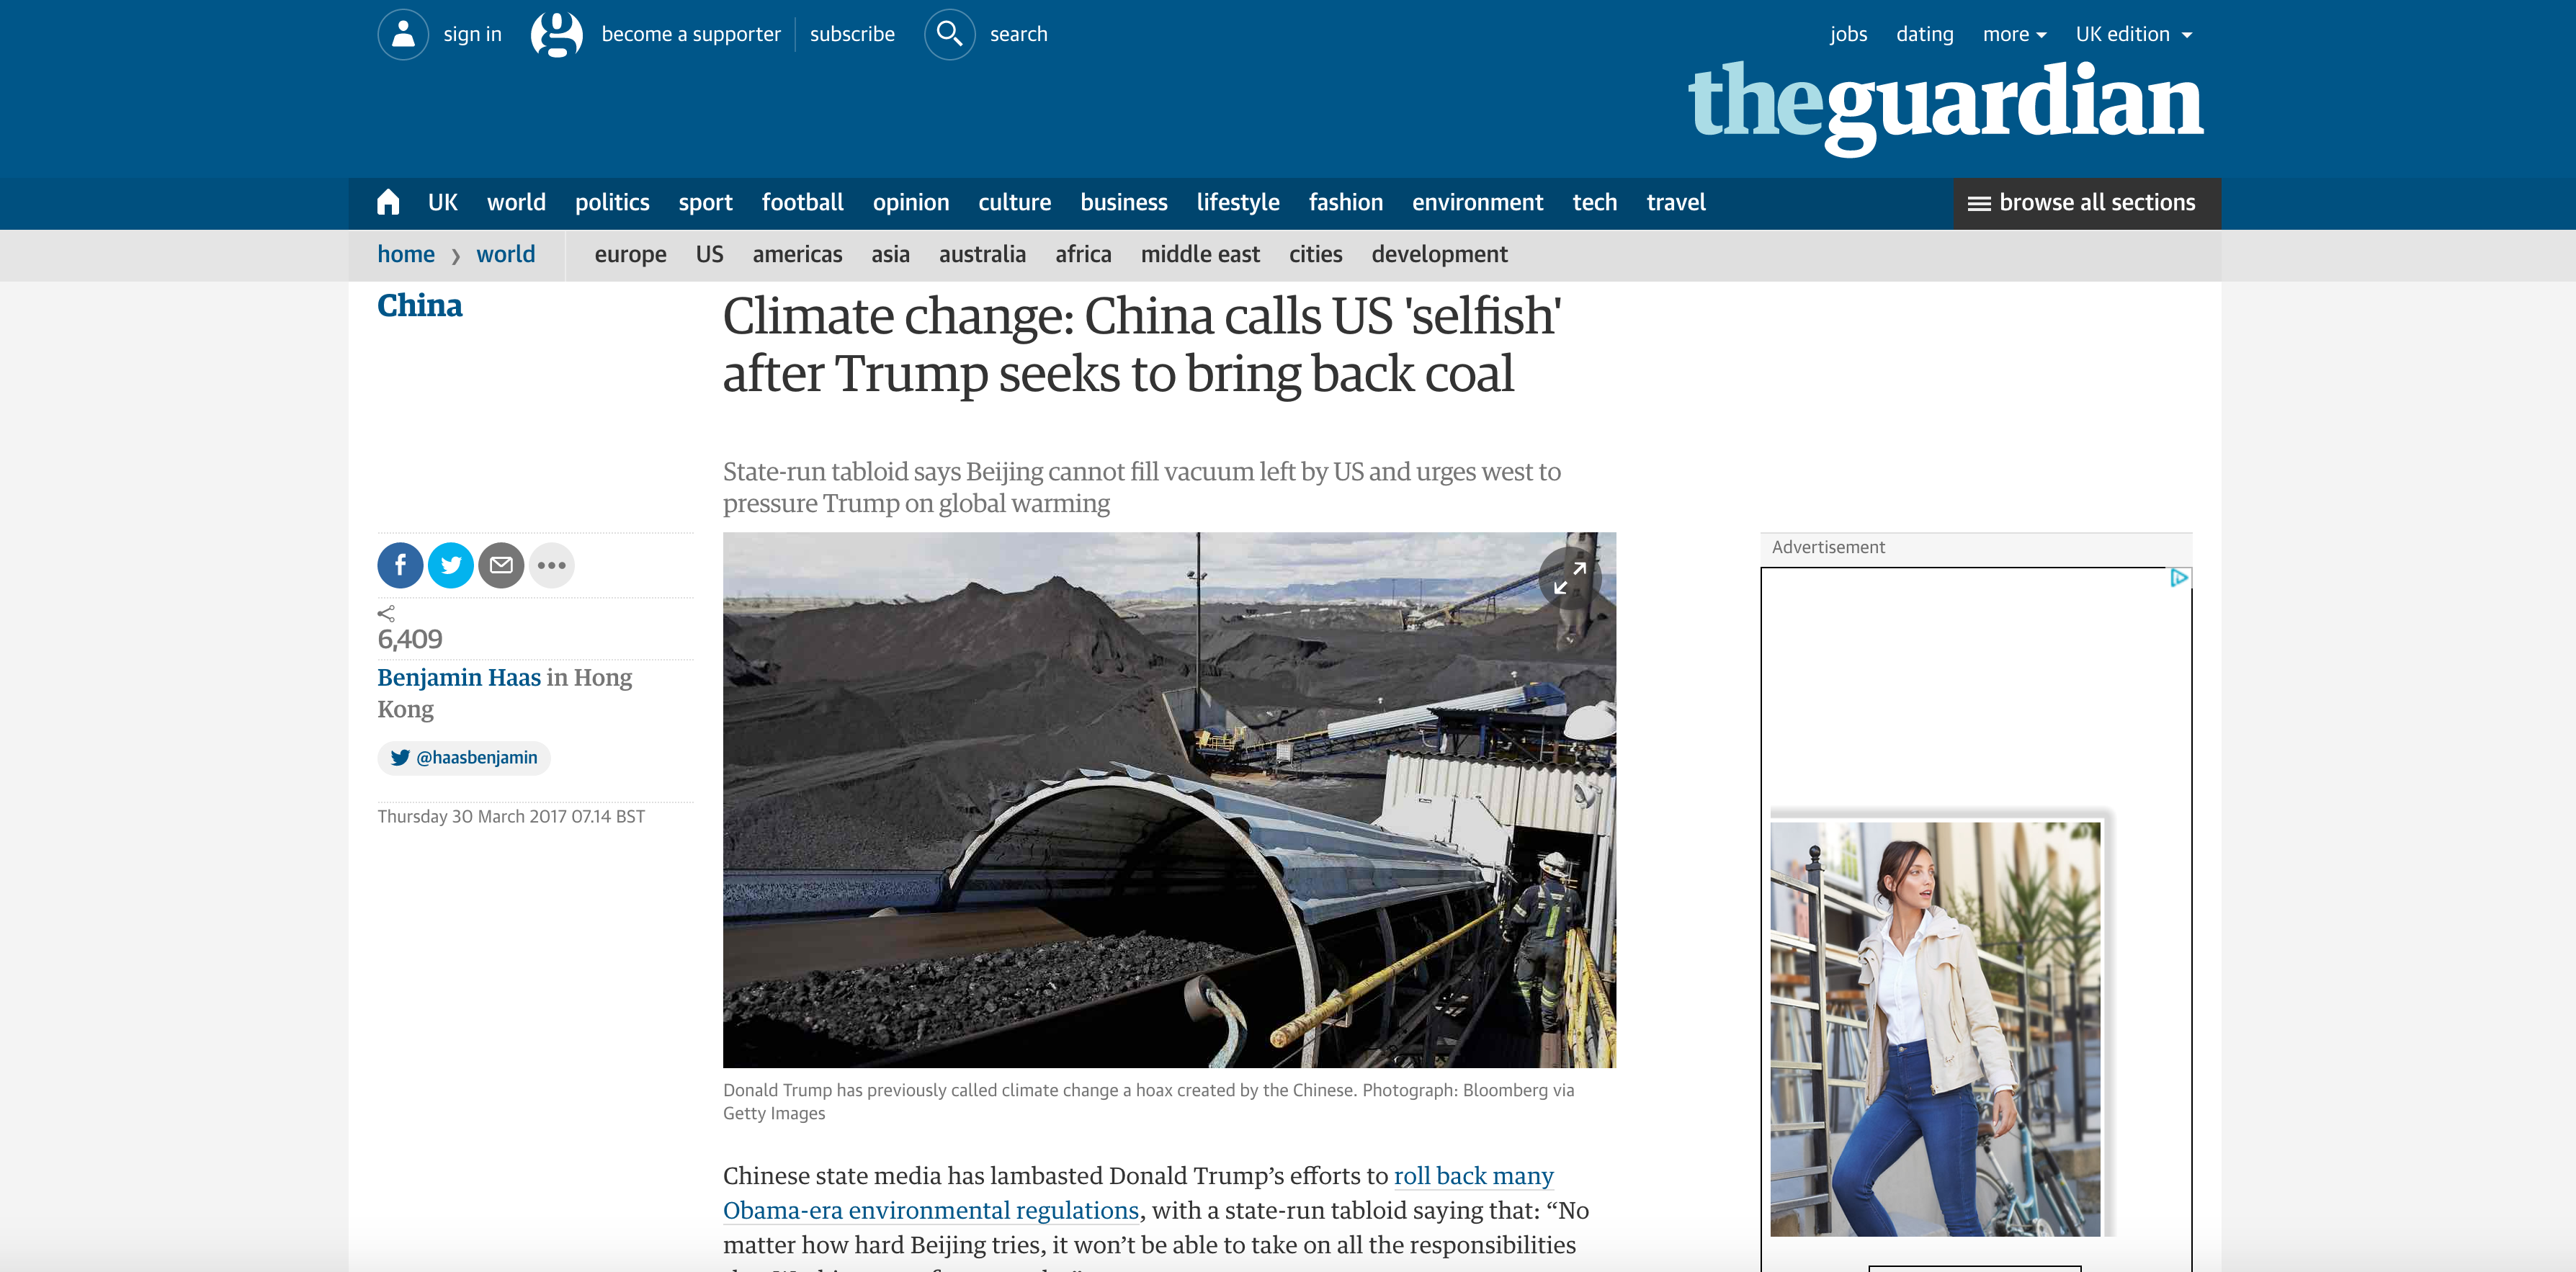 sign in
become a supporter
subscribe
search
jobs
dating
more
UK edition
theguardian
UK
world
politics
sport
football
opinion
culture
business
lifestyle
fashion
environment
tech
travel
browse all sections
home
world
europe
US
americas
asia
australia
africa
middle east
cities
development
China
Climate change: China calls US 'selfish'
after Trump seeks to bring back coal
State-run tabloid says Beijing cannot fill vacuum left by US and urges west to
pressure Trump on global warming
6,409
Benjamin Haas in Hong
Kong
@haasbenjamin
Thursday 30 March 2017 07.14 BST
Advertisement
Donald Trump has previously called climate change a hoax created by the Chinese. Photograph: Bloomberg via
Getty Images
Chinese state media has lambasted Donald Trump’s efforts to roll back many
Obama-era environmental regulations, with a state-run tabloid saying that: “No
matter how hard Beijing tries, it won’t be able to take on all the responsibilities